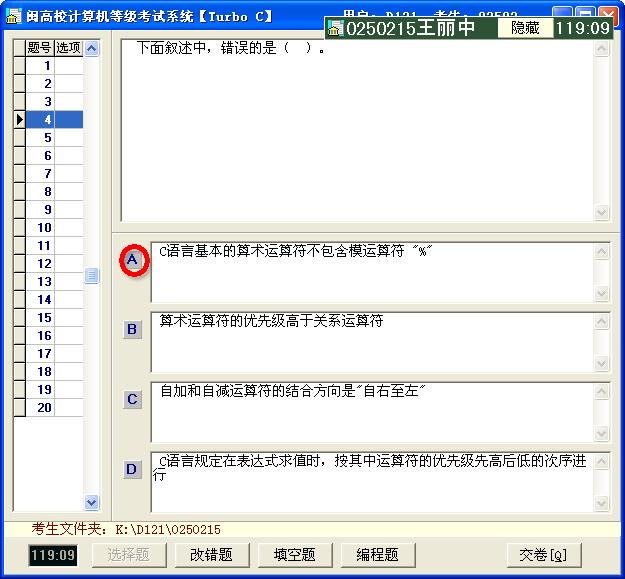 闽高校计算机等级考试系统【Turbo C】
0250215王丽中 隐藏 119:09
题号 选项
1
2
3
4
5
6
7
8
9
10
11
12
13
14
15
16
17
18
19
20
下面叙述中，错误的是（ ）。
A C语言基本的算术运算符不包含模运算符 "%"
B 算术运算符的优先级高于关系运算符
C 自加和自减运算符的结合方向是"自右至左"
D C语言规定在表达式求值时，按其中运算符的优先级先高后低的次序进
行
考生文件夹：K:\D121\0250215
119:09 选择题 改错题 填空题 编程题 交卷[Q]